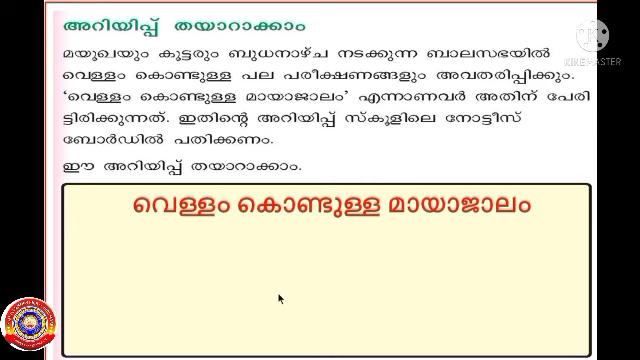 അറിയിപ്പ് തയാറാക്കാം
മയൂഖയും കൂട്ടരും ബുധനാഴ്ച നടക്കുന്ന ബാലസഭയിൽ
വെള്ളം കൊണ്ടുള്ള പല പരീക്ഷണങ്ങളും അവതരിപ്പിക്കും.
‘വെള്ളം കൊണ്ടുള്ള മായാജാലം’ എന്നാണവർ അതിന് പേരി
ട്ടിരിക്കുന്നത്. ഇതിന്റെ അറിയിപ്പ് സ്കൂളിലെ നോട്ടീസ്
ബോർഡിൽ പതിക്കണം.
ഈ അറിയിപ്പ് തയാറാക്കാം.
വെള്ളം കൊണ്ടുള്ള മായാജാലം
KINEMASTER